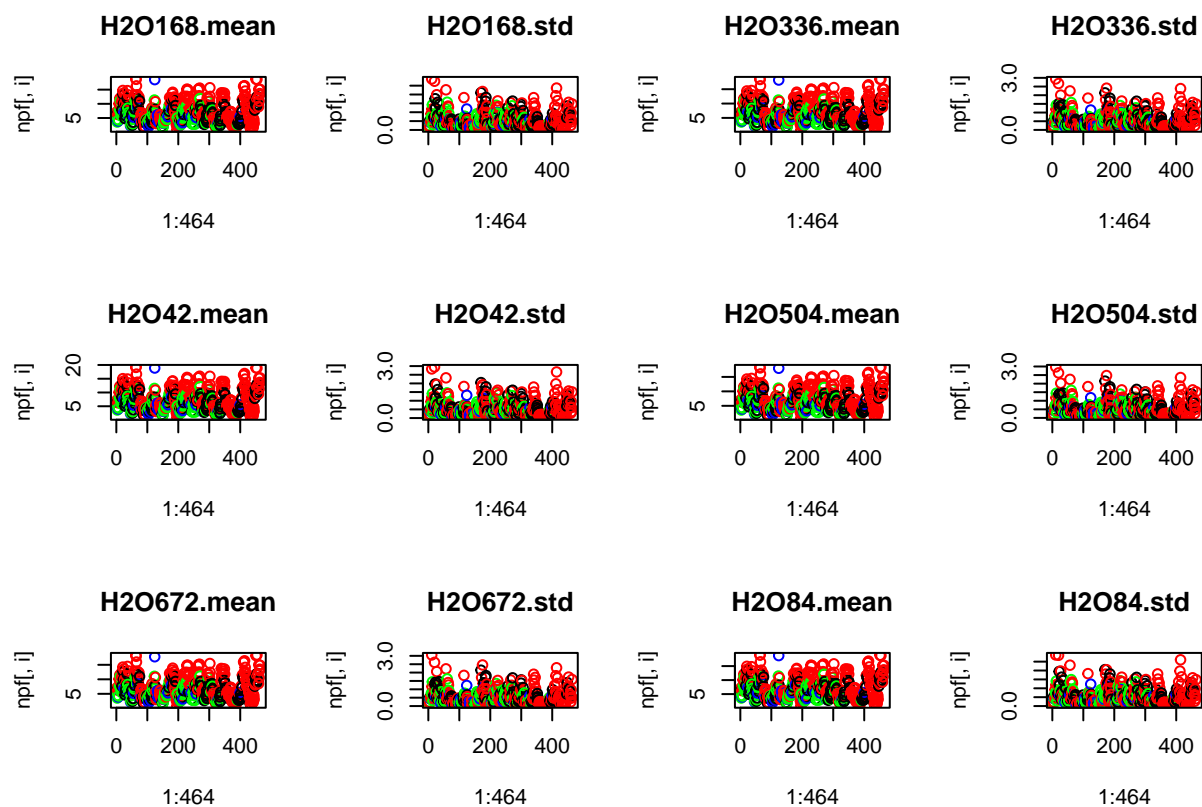 H2O168.mean H2O168.std H2O336.mean H2O336.std
npf[, i] 5 npf[, i] 0.0 npf[, i] 5 npf[, i] 0.0 3.0
0 200 400 0 200 400 0 200 400 0 200 400
1:464 1:464 1:464 1:464
H2O42.mean H2O42.std H2O504.mean H2O504.std
npf[, i] 5 20 npf[, i] 0.0 3.0 npf[, i] 5 npf[, i] 0.0 3.0
0 200 400 0 200 400 0 200 400 0 200 400
1:464 1:464 1:464 1:464
H2O672.mean H2O672.std H2O84.mean H2O84.std
npf[, i] 5 npf[, i] 0.0 3.0 npf[, i] 5 npf[, i] 0.0
0 200 400 0 200 400 0 200 400 0 200 400
1:464 1:464 1:464 1:464